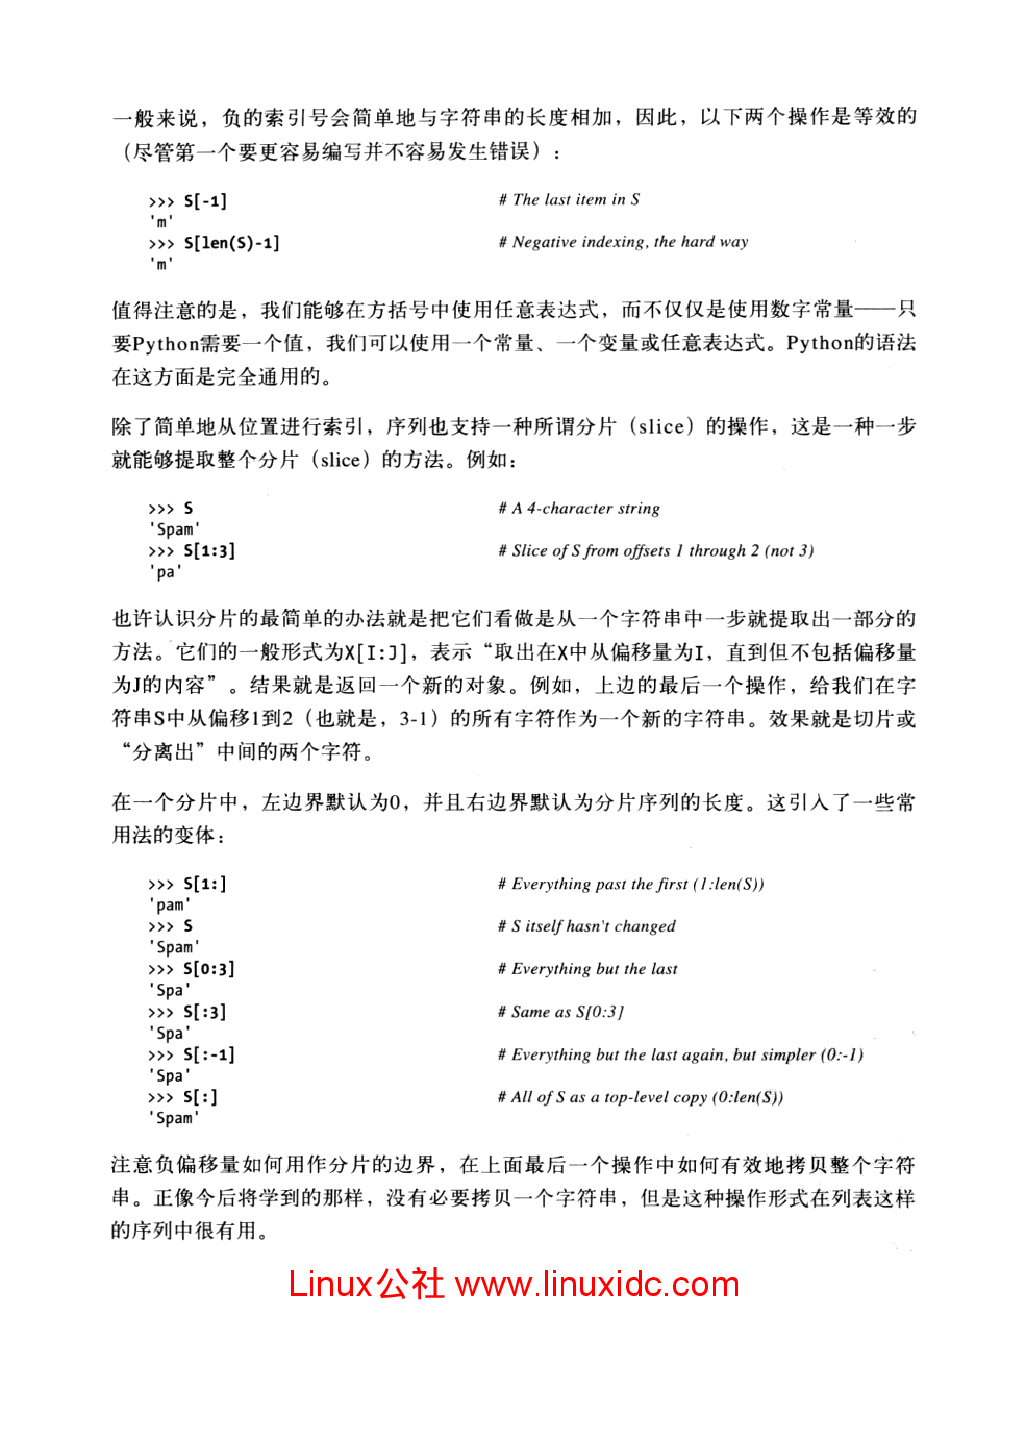 一般来说，负的索引号会简单地与字符串的长度相加，因此，以下两个操作是等效的
（尽管第一个要更容易编写并不容易发生错误）：
>>> S[-1] # The last item in S
'm'
>>> S[len(S)-1] # Negative indexing, the hard way
'm'
值得注意的是，我们能够在方括号中使用任意表达式，而不仅仅是使用数字常量——只
要Python需要一个值，我们可以使用一个常量、一个变量或任意表达式。Python的语法
在这方面是完全通用的。
除了简单地从位置进行索引，序列也支持一种所谓分片（slice）的操作，这是一种一步
就能够提取整个分片（slice）的方法。例如：
>>> S # A 4-character string
'Spam'
>>> S[1:3] # Slice of S from offsets 1 through 2 (not 3)
'pa'
也许认识分片的最简单的办法就是把它们看做是从一个字符串中一步就提取出一部分的
方法。它们的一般形式为X[I:J]，表示“取出在X中从偏移量为I，直到但不包括偏移量
为J的内容”。结果就是返回一个新的对象。例如，上边的最后一个操作，给我们在字
符串S中从偏移1到2（也就是，3-1）的所有字符作为一个新的字符串。效果就是切片或
“分离出”中间的两个字符。
在一个分片中，左边界默认为0，并且右边界默认为分片序列的长度。这引入了一些常
用法的变体：
>>> S[1:] # Everything past the first (1:len(S))
'pam'
>>> S # S itself hasn't changed
'Spam'
>>> S[0:3] # Everything but the last
'Spa'
>>> S[:3] # Same as S[0:3]
'Spa'
>>> S[:-1] # Everything but the last again, but simpler (0:-1)
'Spa'
>>> S[:] # All of S as a top-level copy (0:len(S))
'Spam'
注意负偏移量如何用作分片的边界，在上面最后一个操作中如何有效地拷贝整个字符
串。正像今后将学到的那样，没有必要拷贝一个字符串，但是这种操作形式在列表这样
的序列中很有用。
Linux公社 www.linuxidc.com